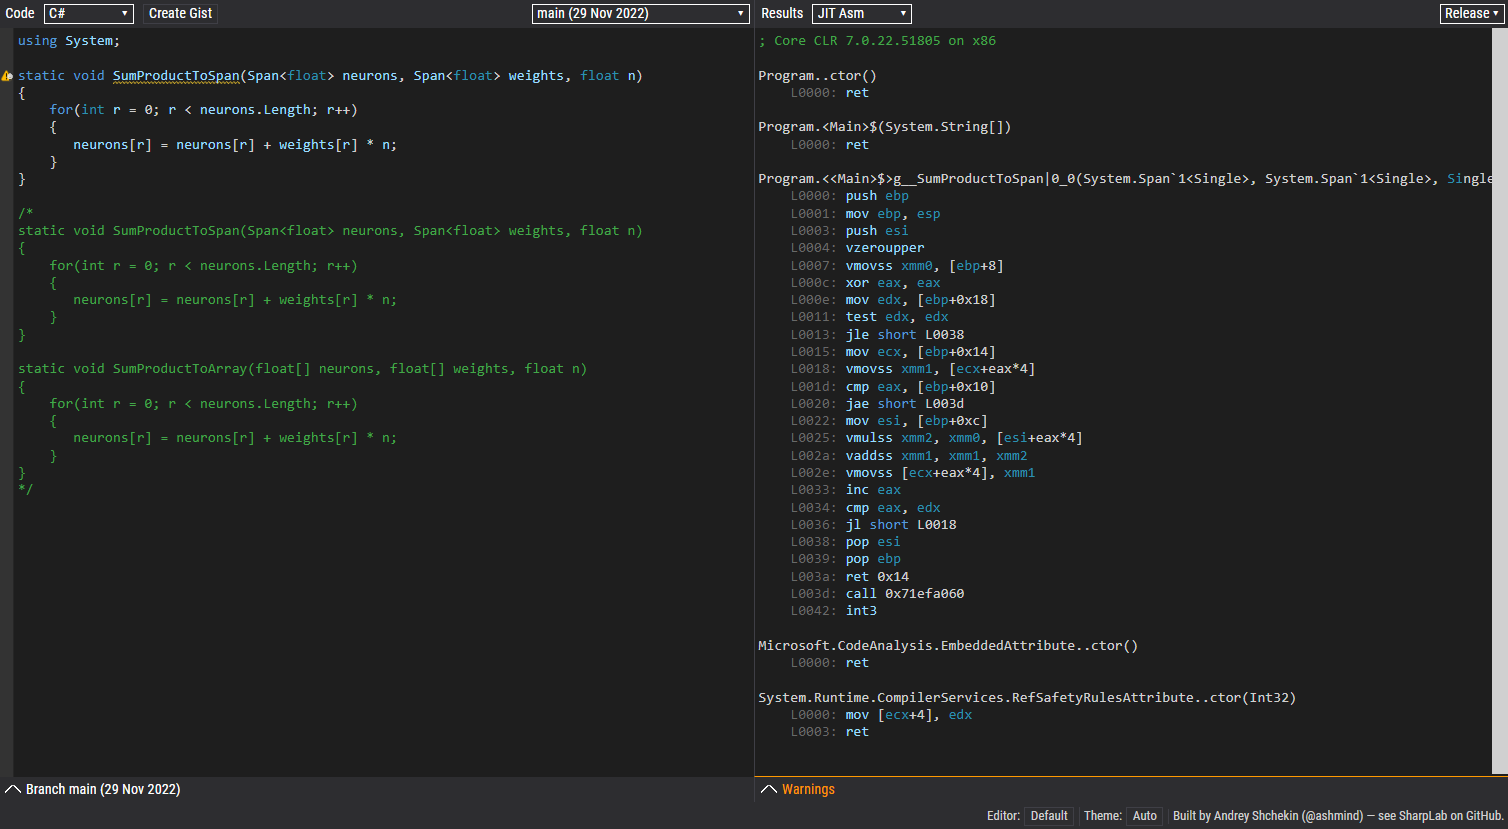 Code C# Create Gist main (29 Nov 2022) Results JIT Asm Release
using System;
static void SumProductToSpan(Span<float> neurons, Span<float> weights, float n)
{
for(int r = 0; r < neurons.Length; r++)
{
neurons[r] = neurons[r] + weights[r] * n;
}
}
/*
static void SumProductToSpan(Span<float> neurons, Span<float> weights, float n)
{
for(int r = 0; r < neurons.Length; r++)
{
neurons[r] = neurons[r] + weights[r] * n;
}
}
static void SumProductToArray(float[] neurons, float[] weights, float n)
{
for(int r = 0; r < neurons.Length; r++)
{
neurons[r] = neurons[r] + weights[r] * n;
}
}
*/
; Core CLR 7.0.22.51805 on x86
Program..ctor()
L0000: ret
Program.<Main>$(System.String[])
L0000: ret
Program.<<Main>$>g__SumProductToSpan|0_0(System.Span`1<Single>, System.Span`1<Single>, Single
L0000: push ebp
L0001: mov ebp, esp
L0003: push esi
L0004: vzeroupper
L0007: vmovss xmm0, [ebp+8]
L000c: xor eax, eax
L000e: mov edx, [ebp+0x18]
L0011: test edx, edx
L0013: jle short L0038
L0015: mov ecx, [ebp+0x14]
L0018: vmovss xmm1, [ecx+eax*4]
L001d: cmp eax, [ebp+0x10]
L0020: jae short L003d
L0022: mov esi, [ebp+0xc]
L0025: vmulss xmm2, xmm0, [esi+eax*4]
L002a: vaddss xmm1, xmm1, xmm2
L002e: vmovss [ecx+eax*4], xmm1
L0033: inc eax
L0034: cmp eax, edx
L0036: jl short L0018
L0038: pop esi
L0039: pop ebp
L003a: ret 0x14
L003d: call 0x71efa060
L0042: int3
Microsoft.CodeAnalysis.EmbeddedAttribute..ctor()
L0000: ret
System.Runtime.CompilerServices.RefSafetyRulesAttribute..ctor(Int32)
L0000: mov [ecx+4], edx
L0003: ret
Branch main (29 Nov 2022)
Warnings
Editor: Default Theme: Auto Built by Andrey Shchekin (@ashmind) — see SharpLab on GitHub.